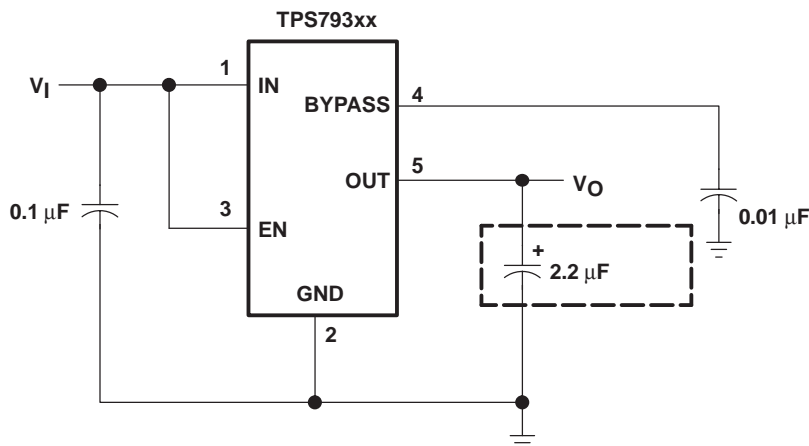 TPS793xx
VI
1
IN
BYPASS
4
5
OUT
VO
0.1 μF
3
EN
0.01 μF
+
2.2 μF
GND
2